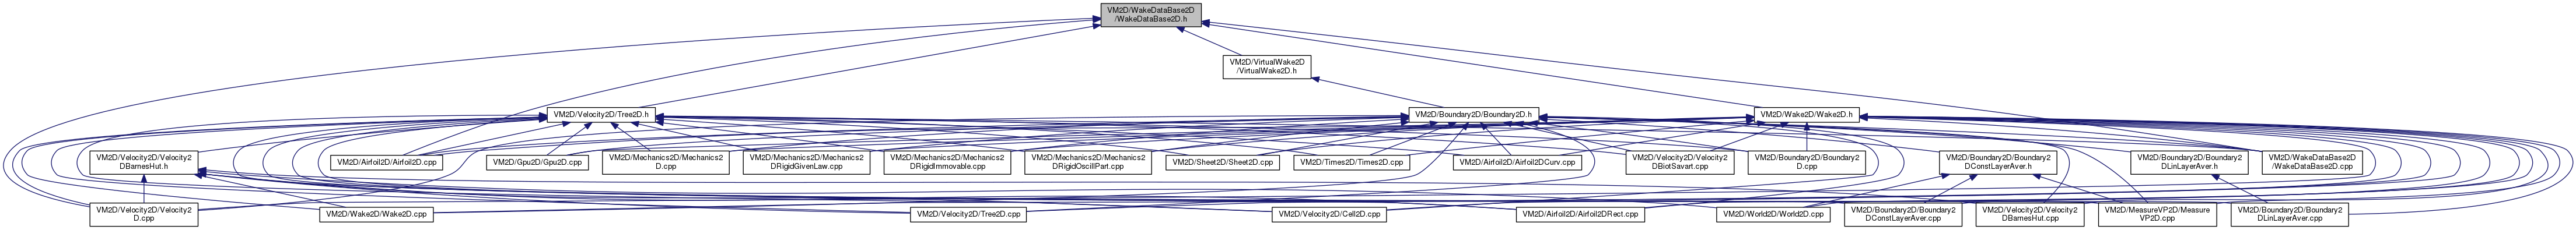 VM2D/WakeDataBase2D
/WakeDataBase2D.h
VM2D/VirtualWake2D
/VirtualWake2D.h
VM2D/Velocity2D/Tree2D.h
VM2D/Boundary2D/Boundary2D.h
VM2D/Wake2D/Wake2D.h
VM2D/Velocity2D/Velocity2
DBarnesHut.h
VM2D/Airfoil2D/Airfoil2D.cpp
VM2D/Gpu2D/Gpu2D.cpp
VM2D/Mechanics2D/Mechanics2
D.cpp
VM2D/Mechanics2D/Mechanics2
DRigidGivenLaw.cpp
VM2D/Mechanics2D/Mechanics2
DRigidImmovable.cpp
VM2D/Mechanics2D/Mechanics2
DRigidOscillPart.cpp
VM2D/Sheet2D/Sheet2D.cpp
VM2D/Times2D/Times2D.cpp
VM2D/Airfoil2D/Airfoil2DCurv.cpp
VM2D/Velocity2D/Velocity2
DBiotSavart.cpp
VM2D/Boundary2D/Boundary2
D.cpp
VM2D/Boundary2D/Boundary2
DConstLayerAver.h
VM2D/Boundary2D/Boundary2
DLinLayerAver.h
VM2D/WakeDataBase2D
/WakeDataBase2D.cpp
VM2D/Velocity2D/Velocity2
D.cpp
VM2D/Wake2D/Wake2D.cpp
VM2D/Velocity2D/Tree2D.cpp
VM2D/Velocity2D/Cell2D.cpp
VM2D/Airfoil2D/Airfoil2DRect.cpp
VM2D/World2D/World2D.cpp
VM2D/Boundary2D/Boundary2
DConstLayerAver.cpp
VM2D/Velocity2D/Velocity2
DBarnesHut.cpp
VM2D/MeasureVP2D/Measure
VP2D.cpp
VM2D/Boundary2D/Boundary2
DLinLayerAver.cpp